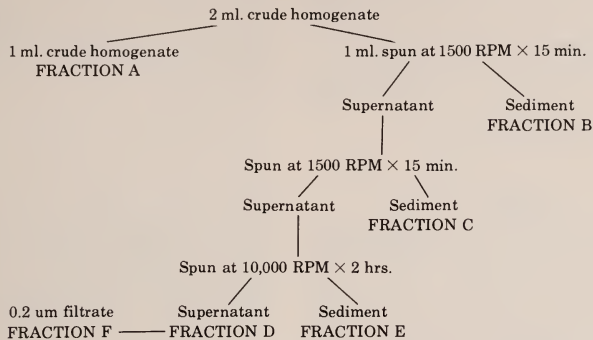 2 ml. crude homogenate
1 ml. crude homogenate
FRACTION A
1 ml. spun at 1500 RPM × 15 min.
Supernatant
Sediment
FRACTION B
Spun at 1500 RPM × 15 min.
Supernatant
Sediment
FRACTION C
Spun at 10,000 RPM × 2 hrs.
0.2 um filtrate
FRACTION F
Supernatant
FRACTION D
Sediment
FRACTION E